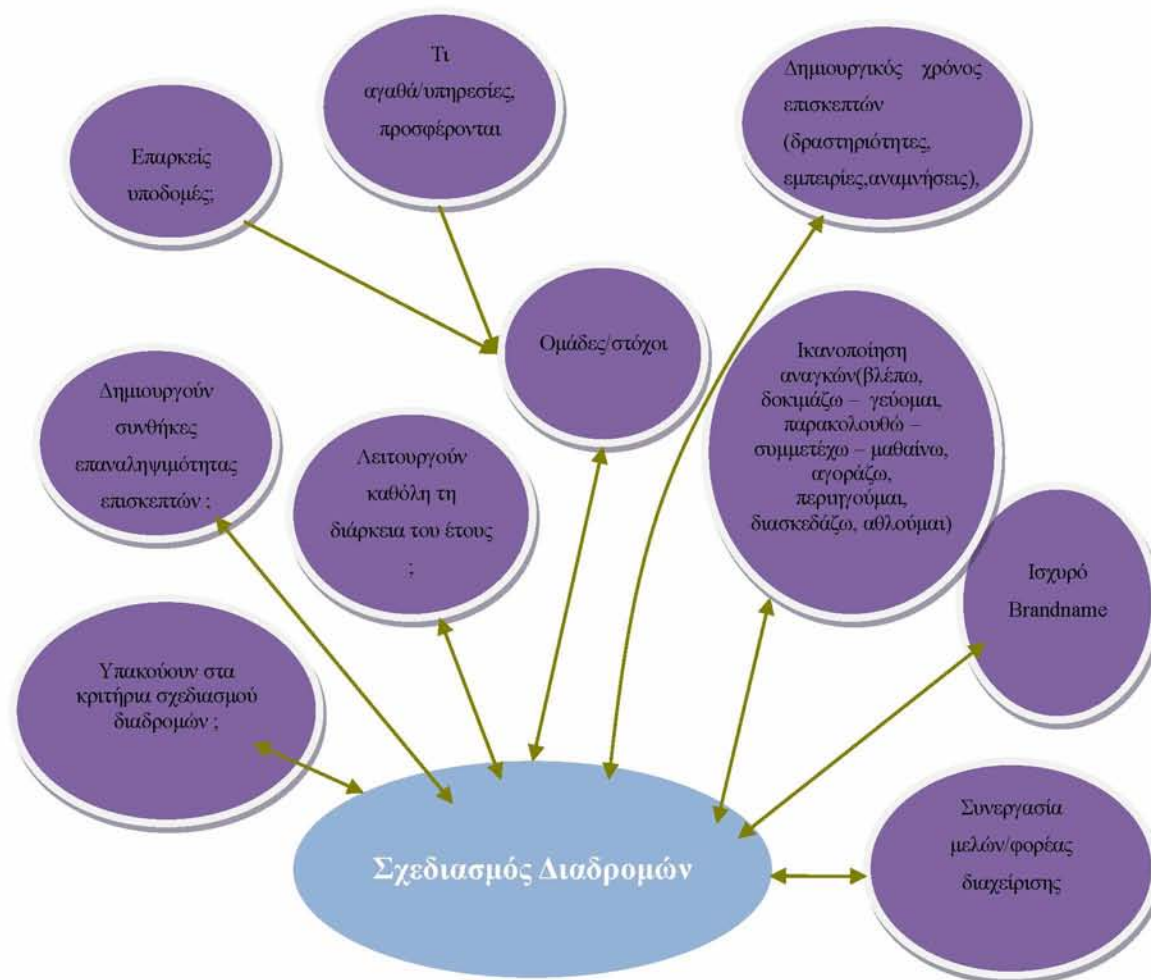 Τι
αγαθά/υπηρεσίες,
προσφέρονται
Δημιουργικός χρόνος
επισκεπτών
(δραστηριότητες,
εμπειρίες,αναμνήσεις),
Επαρκείς
υποδομές;
Ομάδες/στόχοι
Ικανοποίηση
αναγκών(βλέπω,
δοκιμάζω – γεύομαι,
παρακολουθώ –
συμμετέχω – μαθαίνω,
αγοράζω,
περιηγούμαι,
διασκεδάζω, αθλούμαι)
Δημιουργούν
συνθήκες
επαναληψιμότητας
επισκεπτών ;
Λειτουργούν
καθόλη τη
διάρκεια του έτους
;
Ισχυρό
Brandname
Υπακούουν στα
κριτήρια σχεδιασμού
διαδρομών ;
Σχεδιασμός Διαδρομών
Συνεργασία
μελών/φορέας
διαχείρισης